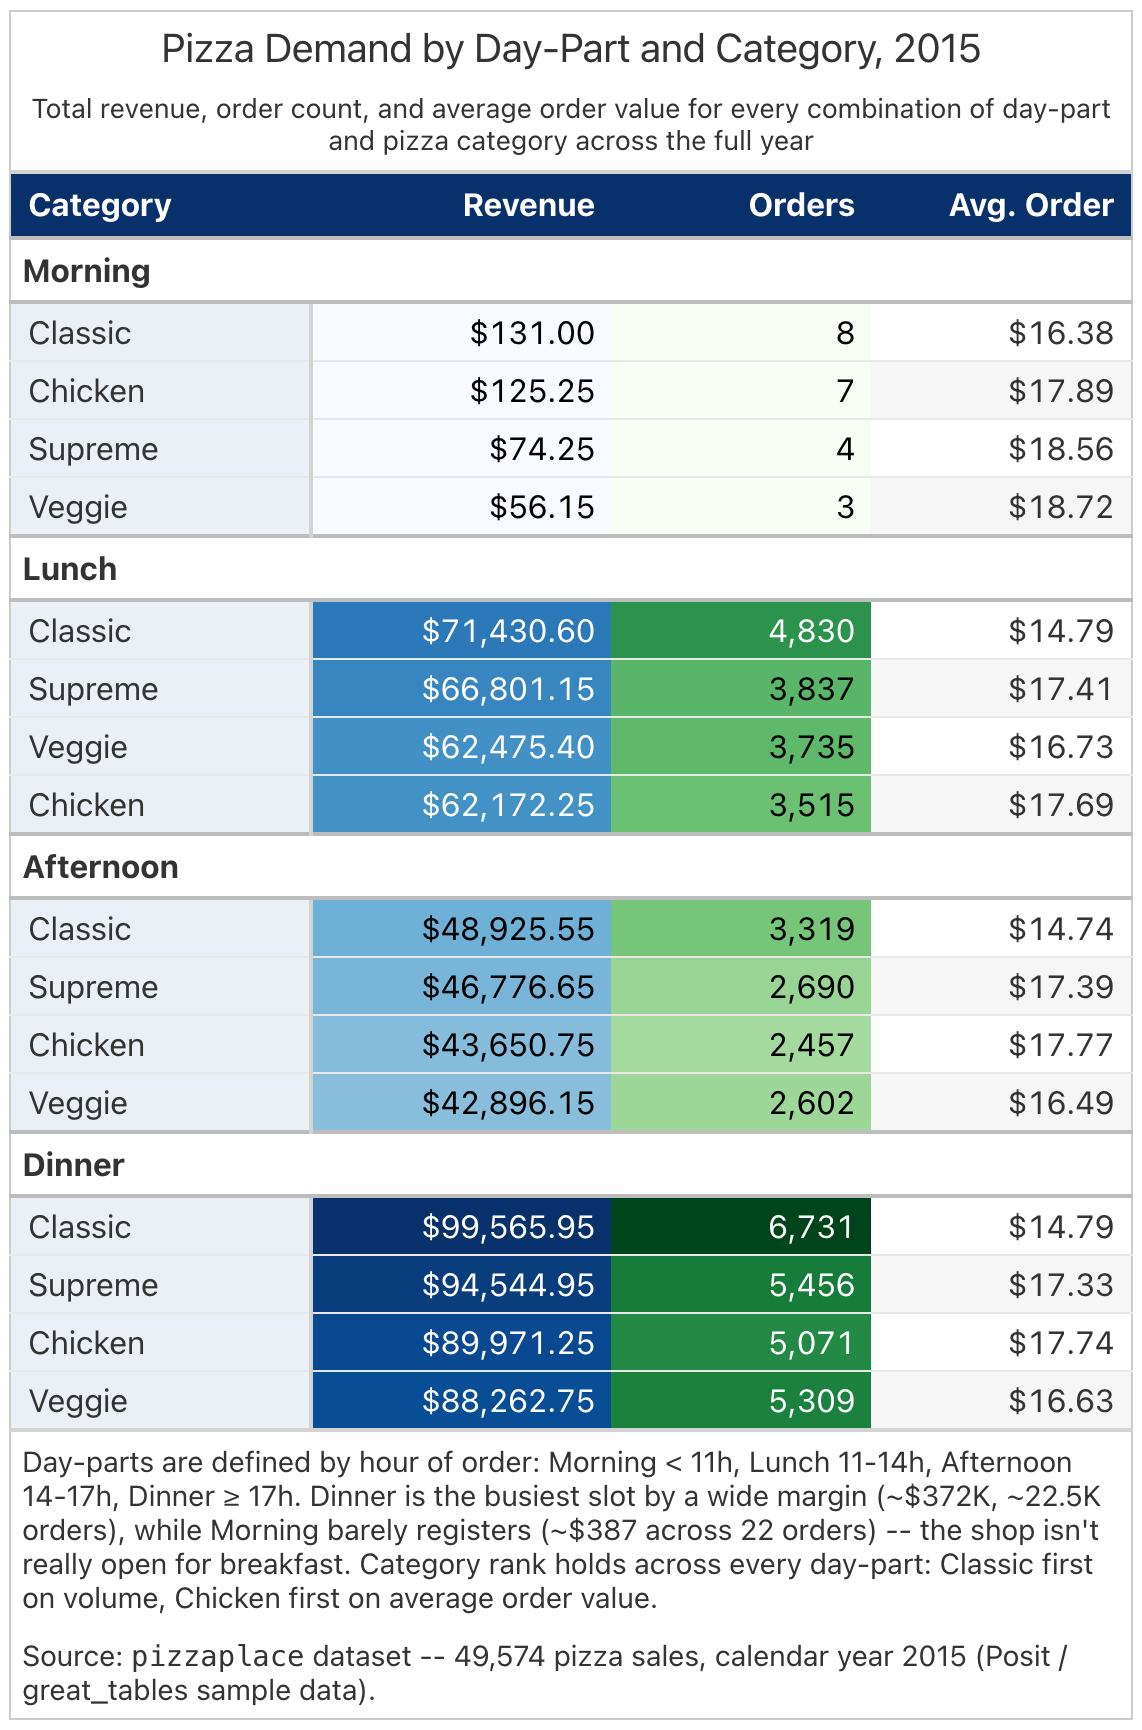 Pizza Demand by Day-Part and Category, 2015
Total revenue, order count, and average order value for every combination of day-part
and pizza category across the full year
Category Revenue Orders Avg. Order
Morning
Classic $131.00 8 $16.38
Chicken $125.25 7 $17.89
Supreme $74.25 4 $18.56
Veggie $56.15 3 $18.72
Lunch
Classic $71,430.60 4,830 $14.79
Supreme $66,801.15 3,837 $17.41
Veggie $62,475.40 3,735 $16.73
Chicken $62,172.25 3,515 $17.69
Afternoon
Classic $48,925.55 3,319 $14.74
Supreme $46,776.65 2,690 $17.39
Chicken $43,650.75 2,457 $17.77
Veggie $42,896.15 2,602 $16.49
Dinner
Classic $99,565.95 6,731 $14.79
Supreme $94,544.95 5,456 $17.33
Chicken $89,971.25 5,071 $17.74
Veggie $88,262.75 5,309 $16.63
Day-parts are defined by hour of order: Morning < 11h, Lunch 11-14h, Afternoon
14-17h, Dinner ≥ 17h. Dinner is the busiest slot by a wide margin (~$372K, ~22.5K
orders), while Morning barely registers (~$387 across 22 orders) -- the shop isn't
really open for breakfast. Category rank holds across every day-part: Classic first
on volume, Chicken first on average order value.
Source: pizzaplace dataset -- 49,574 pizza sales, calendar year 2015 (Posit /
great_tables sample data).